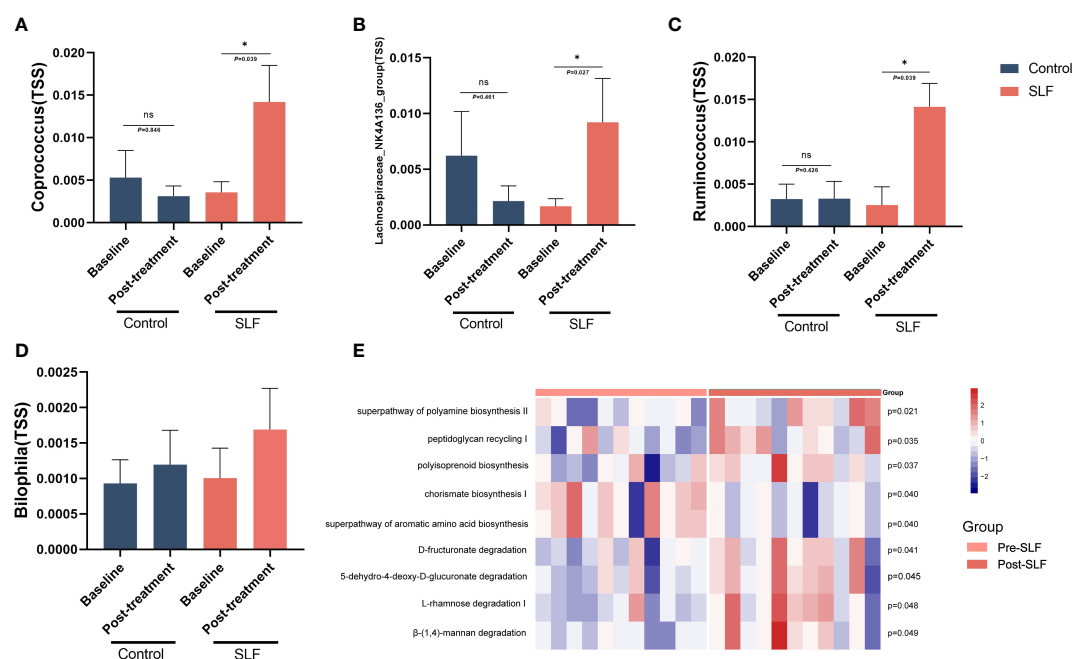 A
Coprococcus(TSS)
0.020
0.015
0.010
0.005
0.000
ns
P=0.846
*
P=0.039
Baseline
Post-treatment
Baseline
Post-treatment
Control
SLF
B
Lachnospiraceae_NK4A136_group(TSS)
0.015
0.010
0.005
0.000
ns
P=0.461
*
P=0.027
Baseline
Post-treatment
Baseline
Post-treatment
Control
SLF
C
Ruminococcus(TSS)
0.020
0.015
0.010
0.005
0.000
ns
P=0.426
*
P=0.039
Baseline
Post-treatment
Baseline
Post-treatment
Control
SLF
Control
SLF
D
Bilophila(TSS)
0.0025
0.0020
0.0015
0.0010
0.0005
0.0000
Baseline
Post-treatment
Baseline
Post-treatment
Control
SLF
E
Group
superpathway of polyamine biosynthesis II
p=0.021
peptidoglycan recycling I
p=0.035
polyisoprenoid biosynthesis
p=0.037
chorismate biosynthesis I
p=0.040
superpathway of aromatic amino acid biosynthesis
p=0.040
D-fructuronate degradation
p=0.041
5-dehydro-4-deoxy-D-glucuronate degradation
p=0.045
L-rhamnose degradation I
p=0.048
β-(1,4)-mannan degradation
p=0.049
2
1
0
−1
−2
Group
Pre-SLF
Post-SLF